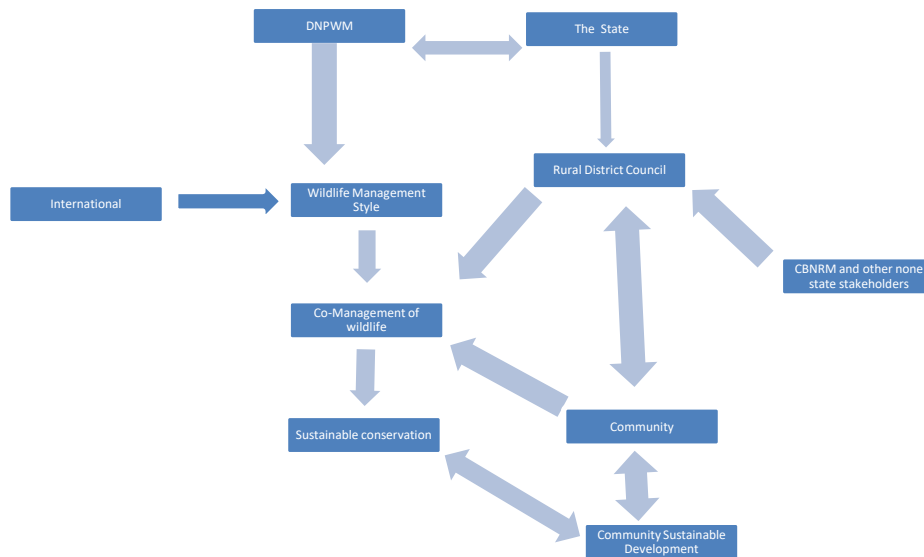 DNPWM
The State
Rural District Council
International
Wildlife Management
Style
CBNRM and other none
state stakeholders
Co-Management of
wildlife
Sustainable conservation
Community
Community Sustainable
Development